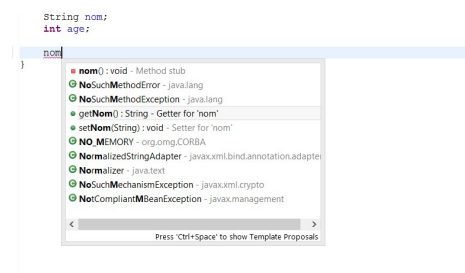 String nom;
int age;
nom
}
nom() : void - Method stub
NoSuchMethodError - java.lang
NoSuchMethodException - java.lang
getNom() : String - Getter for 'nom'
setNom(String) : void - Setter for 'nom'
NO_MEMORY - org.omg.CORBA
NormalizedStringAdapter - javax.xml.bind.annotation.adapte
Normalizer - java.text
NoSuchMechanismException - javax.xml.crypto
NotCompliantMBeanException - javax.management
Press 'Ctrl+Space' to show Template Proposals